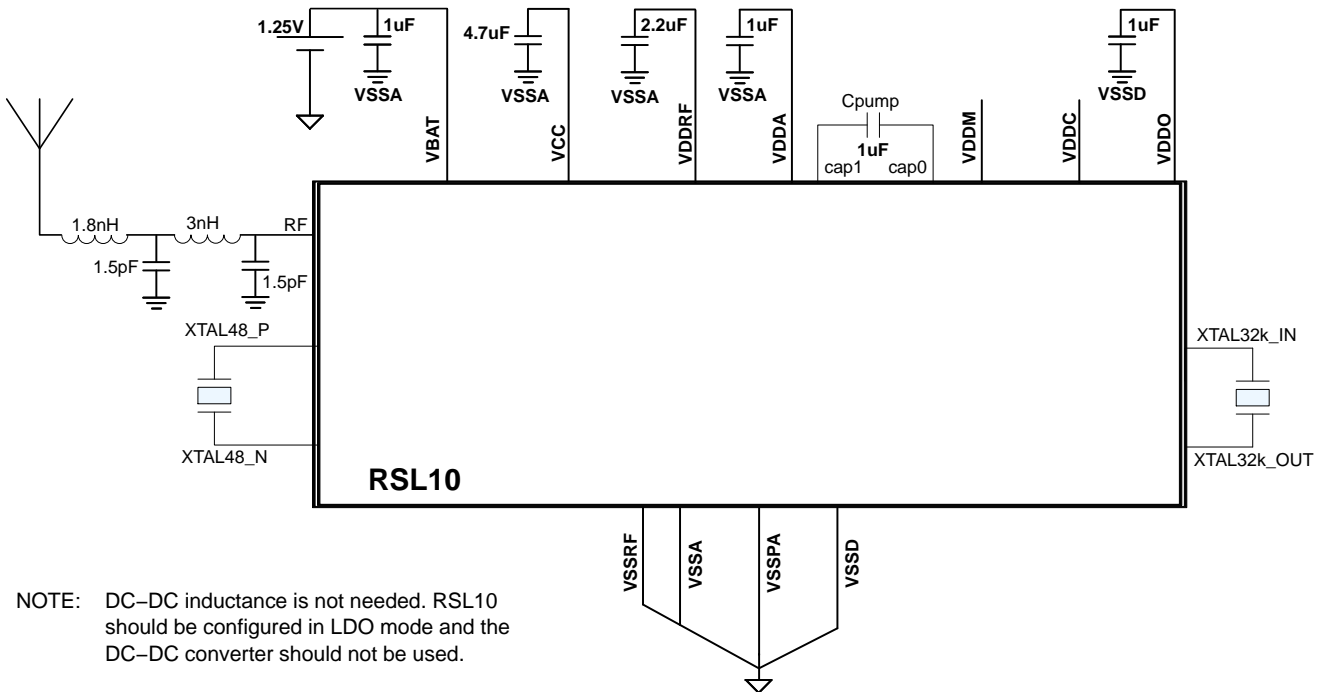 1.25V
1uF
VSSA
VBAT
4.7uF
VSSA
VCC
2.2uF
VSSA
VDDRF
1uF
VSSA
VDDA
Cpump
1uF
cap1
cap0
VDDM
VDDC
1uF
VSSD
VDDO
1.8nH
3nH
RF
1.5pF
1.5pF
XTAL48_P
XTAL48_N
XTAL32k_IN
XTAL32k_OUT
RSL10
VSSRF
VSSA
VSSPA
VSSD
NOTE: DC−DC inductance is not needed. RSL10
should be configured in LDO mode and the
DC−DC converter should not be used.